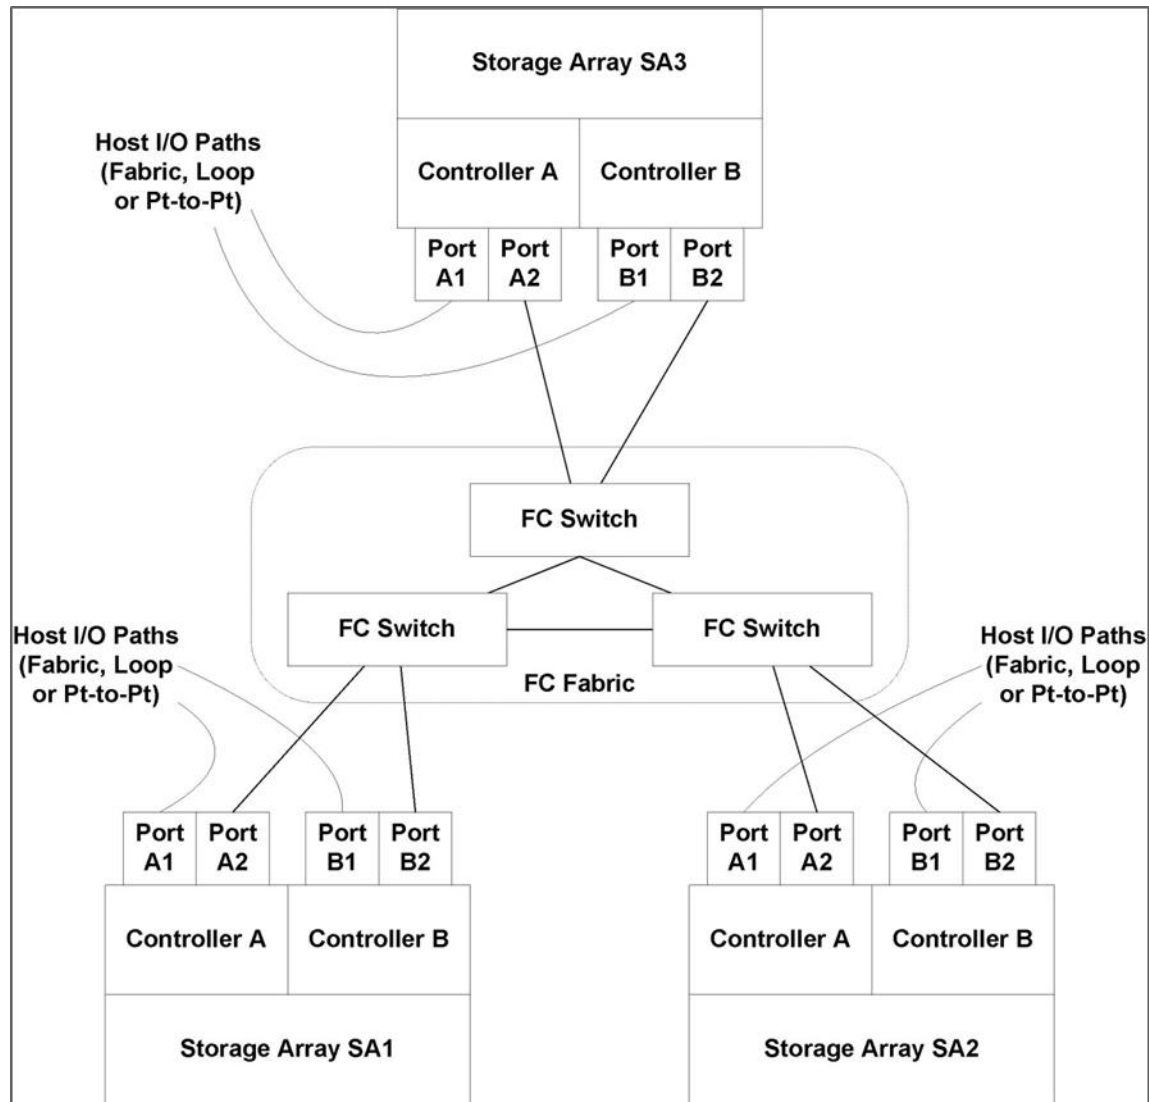 Storage Array SA3
Host I/O Paths
(Fabric, Loop
or Pt-to-Pt)
Controller A
Controller B
Port
A1
Port
A2
Port
B1
Port
B2
FC Switch
FC Switch
FC Switch
FC Fabric
Host I/O Paths
(Fabric, Loop
or Pt-to-Pt)
Host I/O Paths
(Fabric, Loop
or Pt-to-Pt)
Port
A1
Port
A2
Port
B1
Port
B2
Port
A1
Port
A2
Port
B1
Port
B2
Controller A
Controller B
Controller A
Controller B
Storage Array SA1
Storage Array SA2